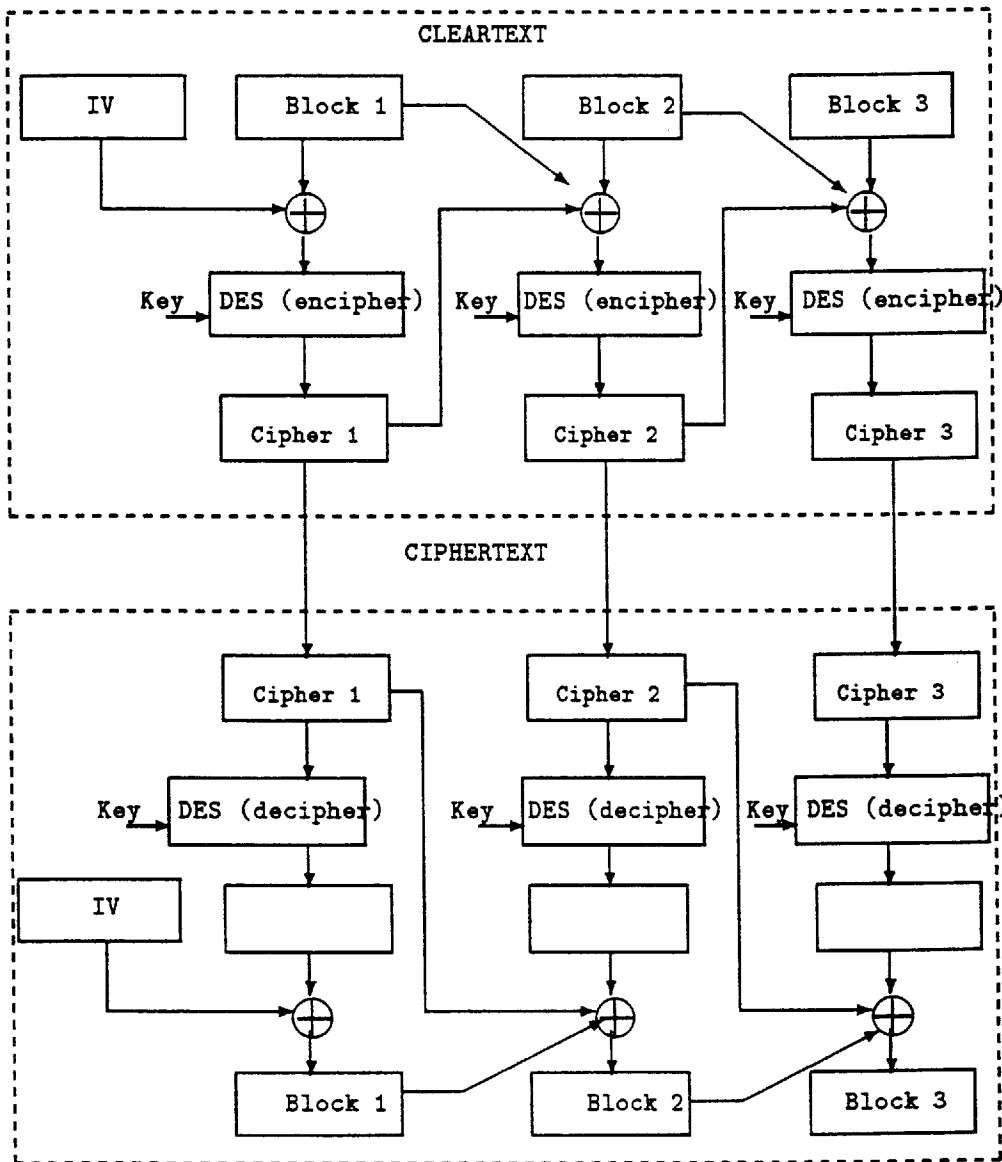 CLEARTEXT
IV
Block 1
Block 2
Block 3
Key
DES (encipher)
Key
DES (encipher)
Key
DES (encipher)
Cipher 1
Cipher 2
Cipher 3
CIPHERTEXT
Cipher 1
Cipher 2
Cipher 3
Key
DES (decipher)
Key
DES (decipher)
Key
DES (decipher)
IV
Block 1
Block 2
Block 3